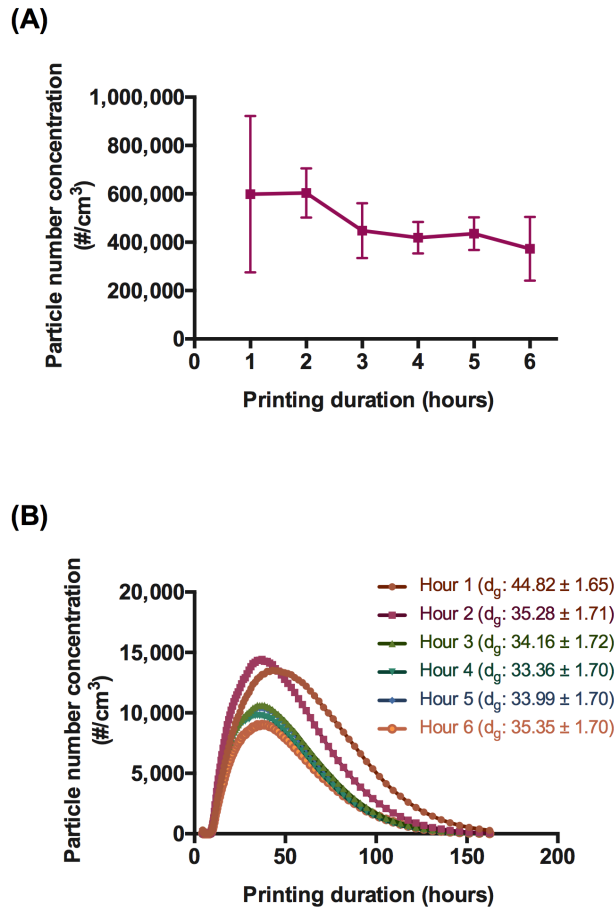 (A)
Particle number concentration
(#/cm³)
1,000,000
800,000
600,000
400,000
200,000
0
0 1 2 3 4 5 6
Printing duration (hours)
(B)
Particle number concentration
(#/cm³)
20,000
15,000
10,000
5,000
0
0 50 100 150 200
Printing duration (hours)
Hour 1 (dg: 44.82 ± 1.65)
Hour 2 (dg: 35.28 ± 1.71)
Hour 3 (dg: 34.16 ± 1.72)
Hour 4 (dg: 33.36 ± 1.70)
Hour 5 (dg: 33.99 ± 1.70)
Hour 6 (dg: 35.35 ± 1.70)